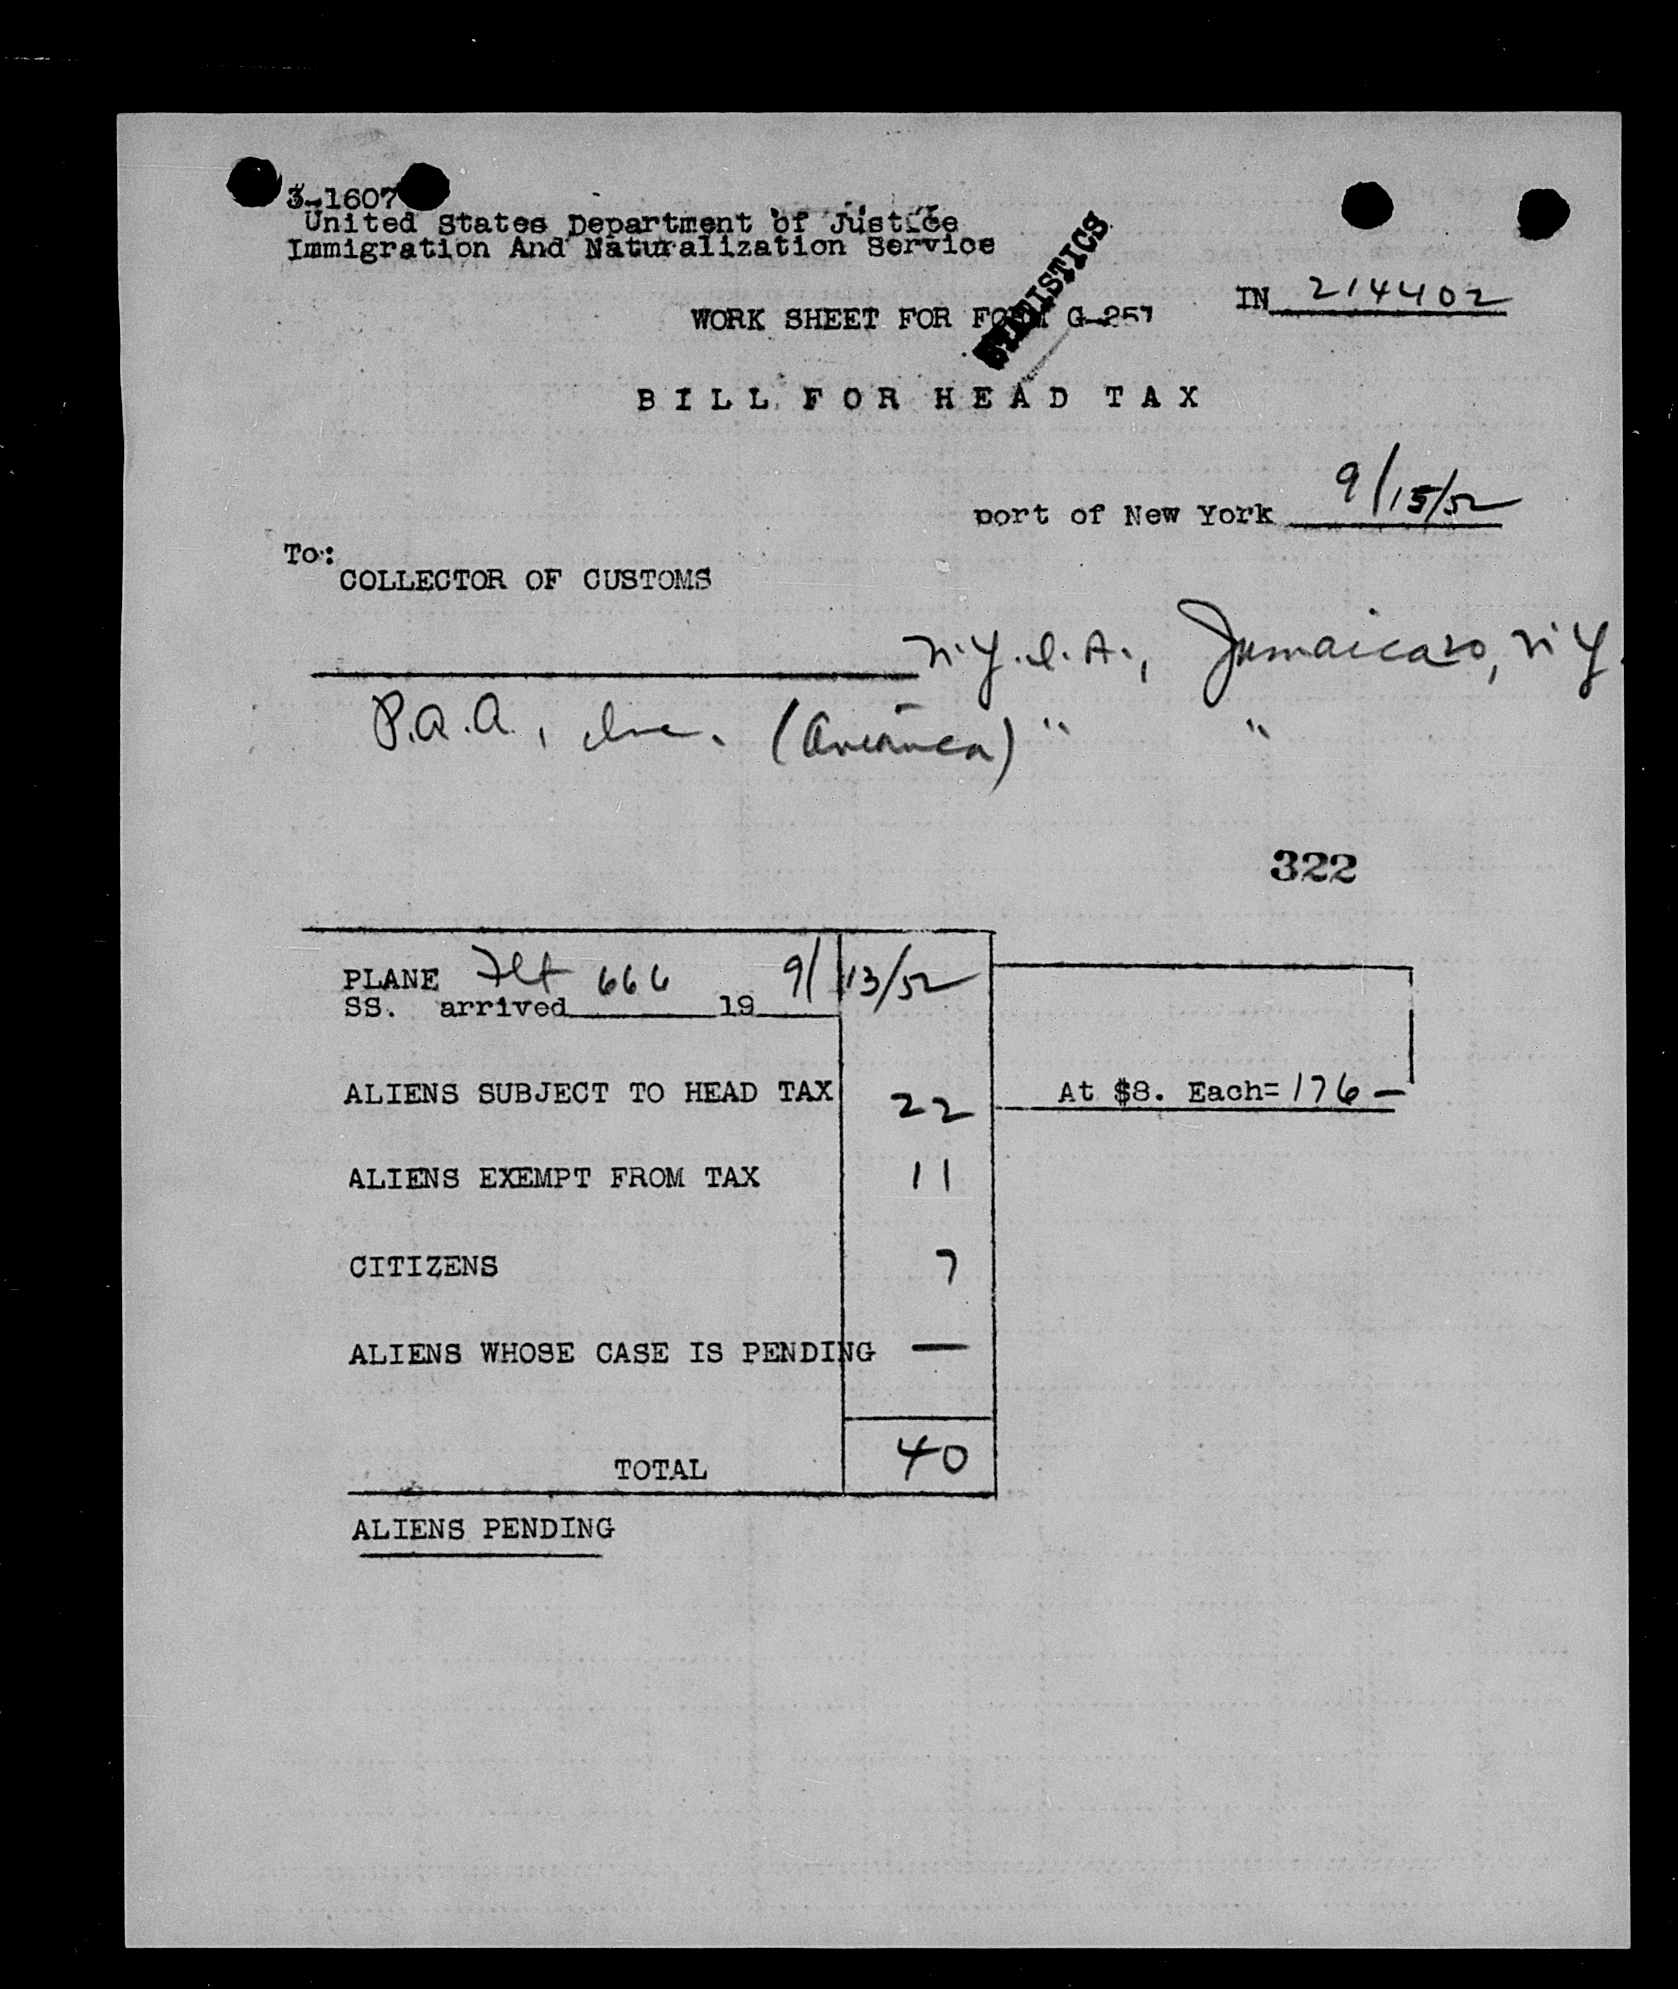 3-1607
United States Department of Justice
Immigration And Naturalization Service
STATISTICS
WORK SHEET FOR FORM G-257
IN 214402
BILL FOR HEAD TAX
port of New York 9/15/52
To:
COLLECTOR OF CUSTOMS
N.Y.I.A., Jamaica, N.Y.
P.A.A., Inc. (Avianca) " "
322
PLANE Flt 666 9/13/52
SS. arrived 19
ALIENS SUBJECT TO HEAD TAX 22 At $8. Each= 176 —
ALIENS EXEMPT FROM TAX 11
CITIZENS 7
ALIENS WHOSE CASE IS PENDING —
TOTAL 40
ALIENS PENDING